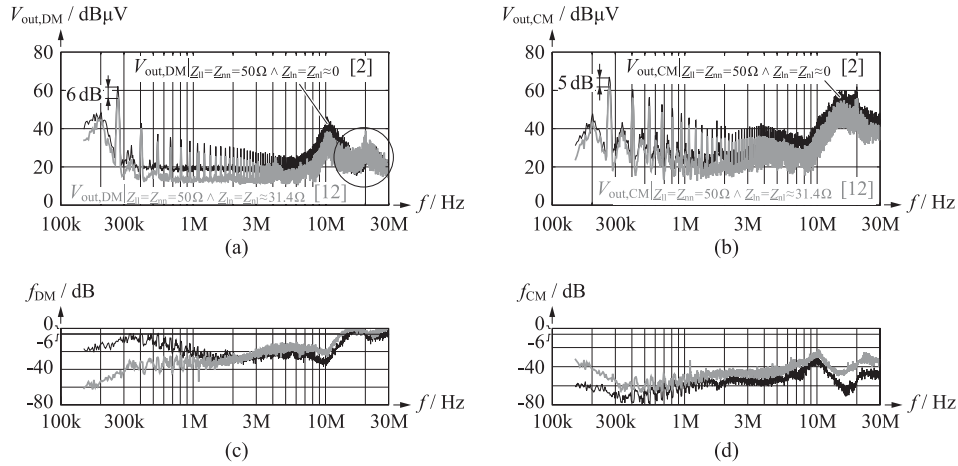 V_out,DM / dBµV
80
60
40
20
0
6 dB
V_out,DM|Z_ll=Z_nn=50Ω ∧ Z_ln=Z_nl≈0 [2]
V_out,DM|Z_ll=Z_nn=50Ω ∧ Z_ln=Z_nl≈31.4Ω [12]
100k 300k 1M 3M 10M 30M
f / Hz
(a)
V_out,CM / dBµV
80
60
40
20
0
5 dB
V_out,CM|Z_ll=Z_nn=50Ω ∧ Z_ln=Z_nl≈0 [2]
V_out,CM|Z_ll=Z_nn=50Ω ∧ Z_ln=Z_nl≈31.4Ω [12]
100k 300k 1M 3M 10M 30M
f / Hz
(b)
f_DM / dB
0
-6
-40
-80
100k 300k 1M 3M 10M 30M
f / Hz
(c)
f_CM / dB
0
-6
-40
-80
100k 300k 1M 3M 10M 30M
f / Hz
(d)